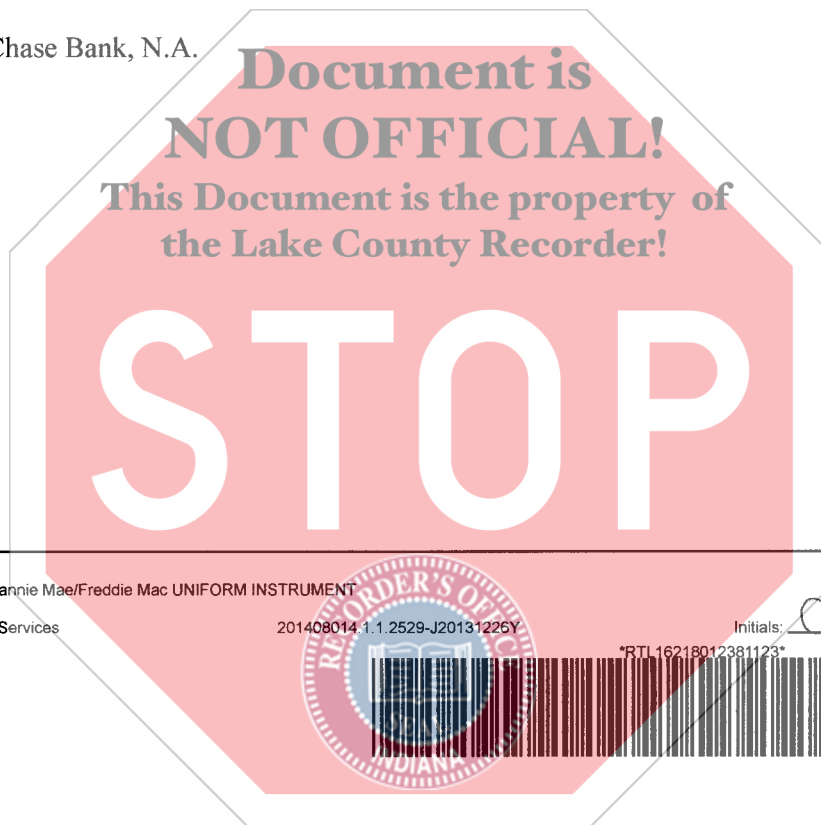 Chase Bank, N.A.
Document is
NOT OFFICIAL!
This Document is the property of
the Lake County Recorder!
STOP
annie Mae/Freddie Mac UNIFORM INSTRUMENT
Services 201408014.1.1.2529-J20131226Y Initials:
*RTL16218012381123*
RECORDER'S OFFICE
SEAL
INDIANA